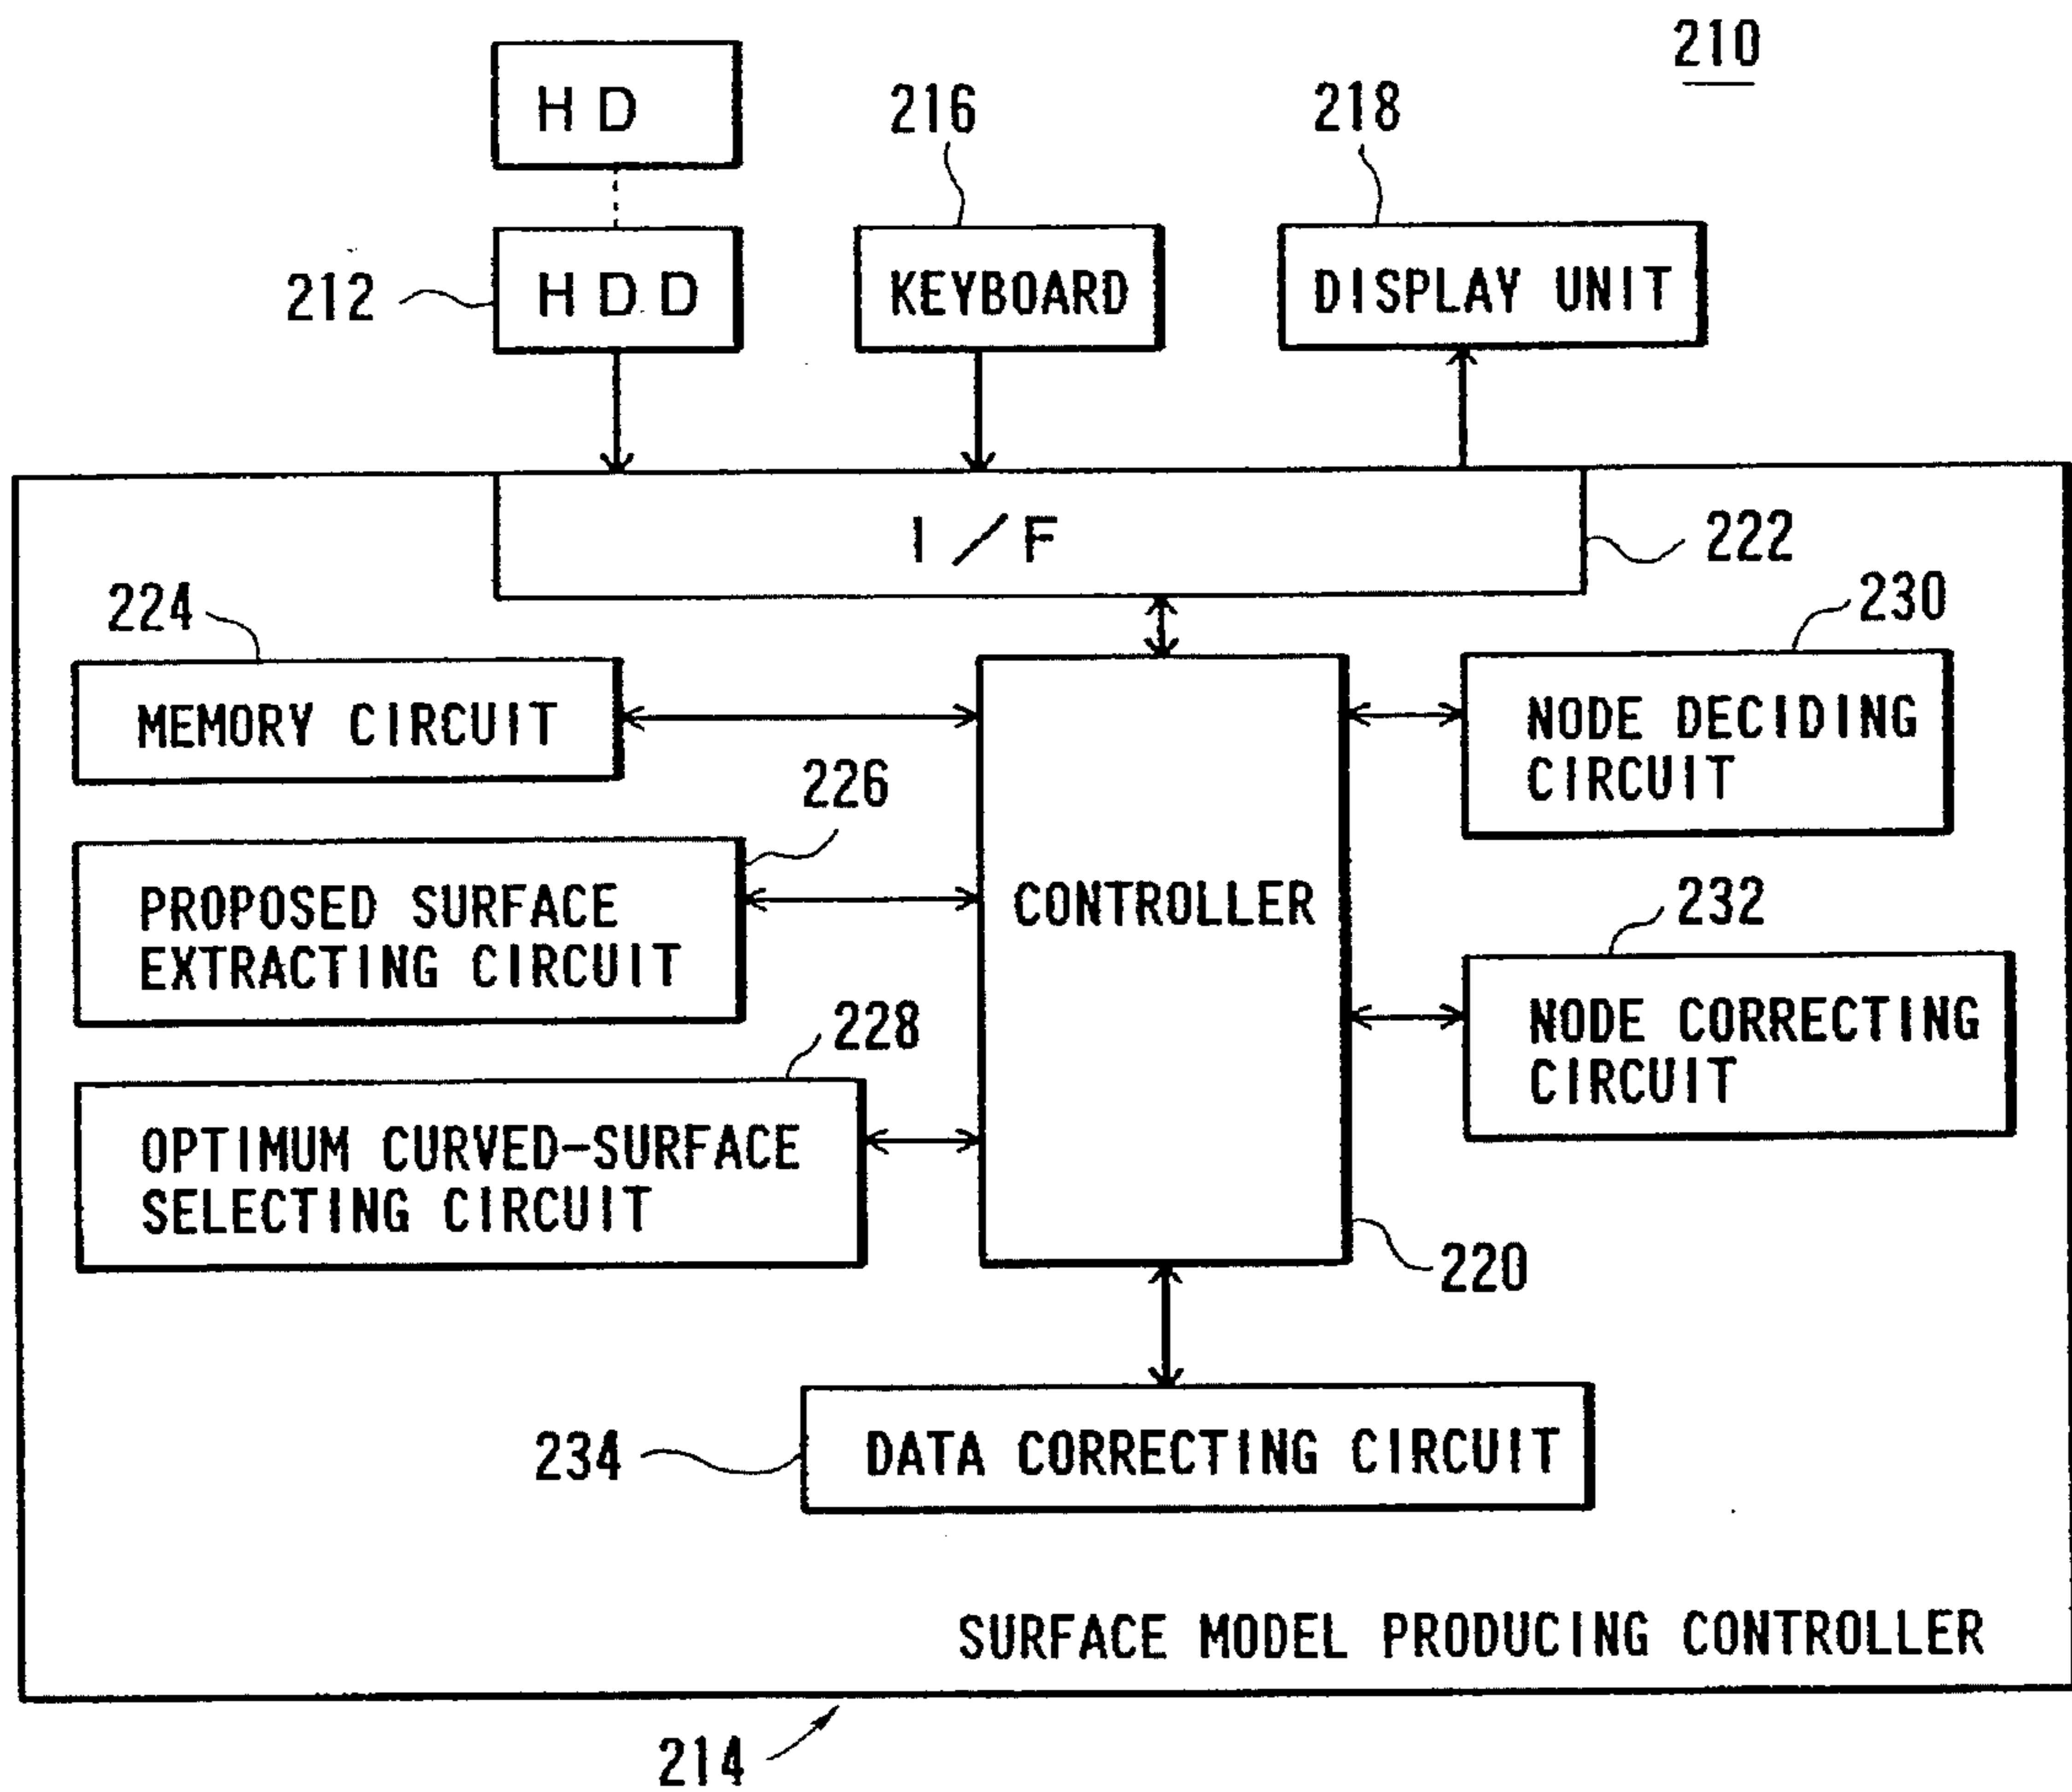 210
HD
216
218
212
HDD
KEYBOARD
DISPLAY UNIT
I/F
222
224
230
MEMORY CIRCUIT
NODE DECIDING
CIRCUIT
226
PROPOSED SURFACE
EXTRACTING CIRCUIT
CONTROLLER
232
NODE CORRECTING
CIRCUIT
228
OPTIMUM CURVED-SURFACE
SELECTING CIRCUIT
220
234
DATA CORRECTING CIRCUIT
SURFACE MODEL PRODUCING CONTROLLER
214